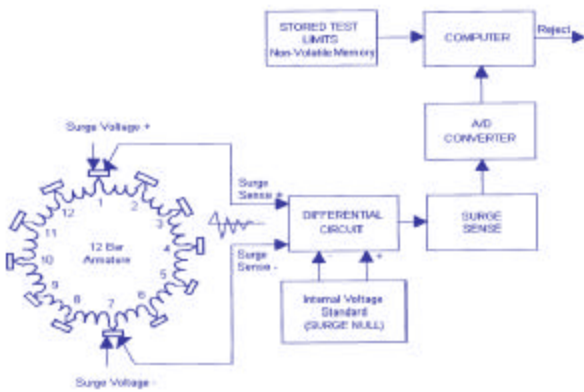 STORED TEST
LIMITS
Non-Volatile Memory
COMPUTER
Reject
A/D
CONVERTER
Surge Voltage +
Surge
Sense +
DIFFERENTIAL
CIRCUIT
SURGE
SENSE
Surge
Sense -
- +
Internal Voltage
Standard
(SURGE NULL)
12 Bar
Armature
1
2
3
4
5
6
7
8
9
10
11
12
Surge Voltage -